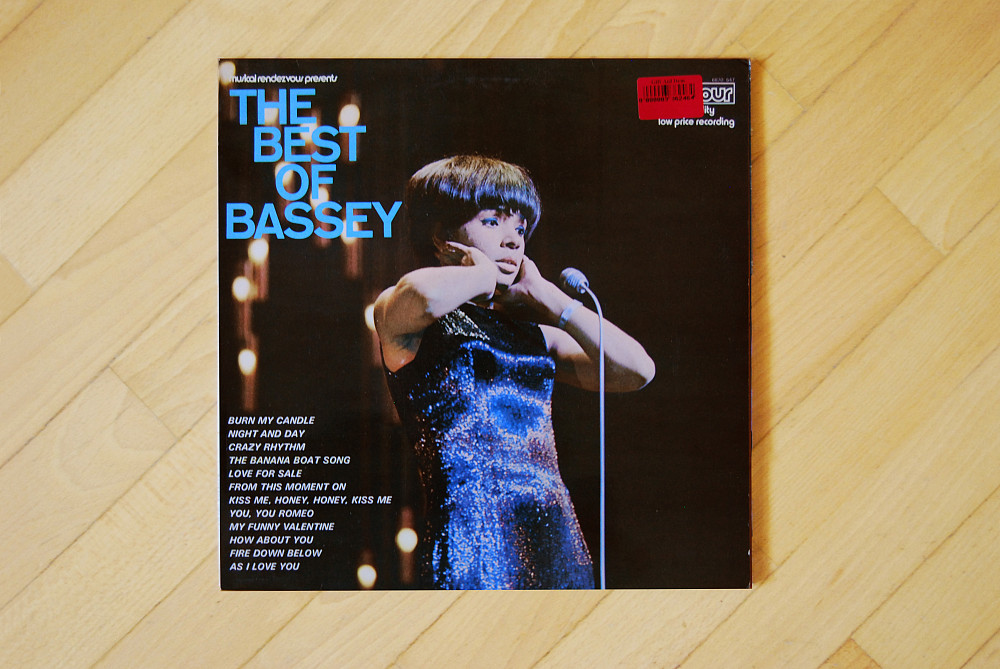 musical rendezvous presents
THE
BEST
OF
BASSEY
low price recording
BURN MY CANDLE
NIGHT AND DAY
CRAZY RHYTHM
THE BANANA BOAT SONG
LOVE FOR SALE
FROM THIS MOMENT ON
KISS ME, HONEY, HONEY, KISS ME
YOU, YOU ROMEO
MY FUNNY VALENTINE
HOW ABOUT YOU
FIRE DOWN BELOW
AS I LOVE YOU